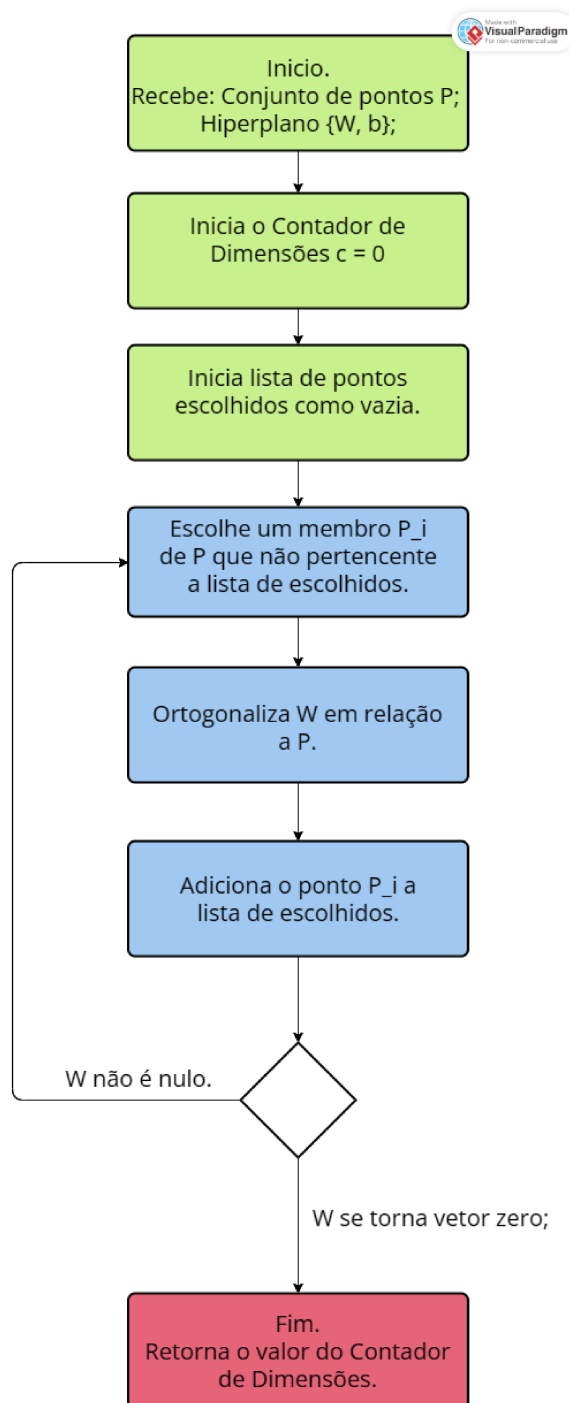 Made with
VisualParadigm
For non-commercial use
Inicio.
Recebe: Conjunto de pontos P;
Hiperplano {W, b};
Inicia o Contador de
Dimensões c = 0
Inicia lista de pontos
escolhidos como vazia.
Escolhe um membro P_i
de P que não pertencente
a lista de escolhidos.
Ortogonaliza W em relação
a P.
Adiciona o ponto P_i a
lista de escolhidos.
W não é nulo.
W se torna vetor zero;
Fim.
Retorna o valor do Contador
de Dimensões.